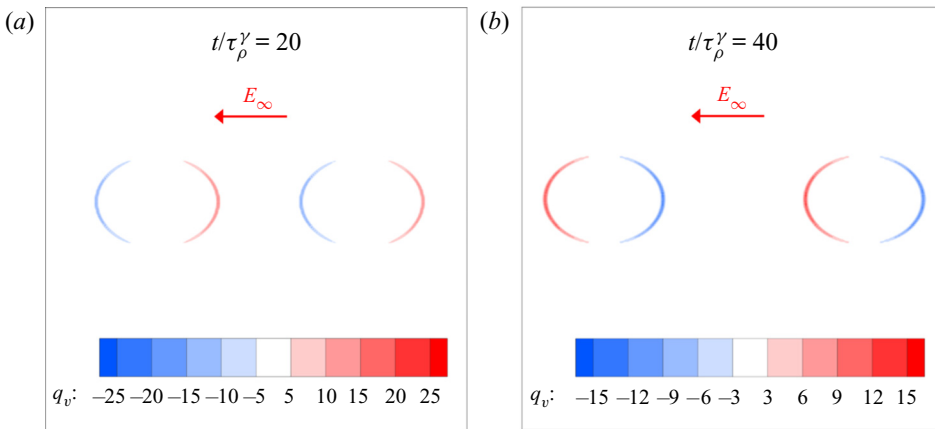 (a)
t/τ_ρ^γ = 20
E_∞
q_v: –25 –20 –15 –10 –5 5 10 15 20 25
(b)
t/τ_ρ^γ = 40
E_∞
q_v: –15 –12 –9 –6 –3 3 6 9 12 15